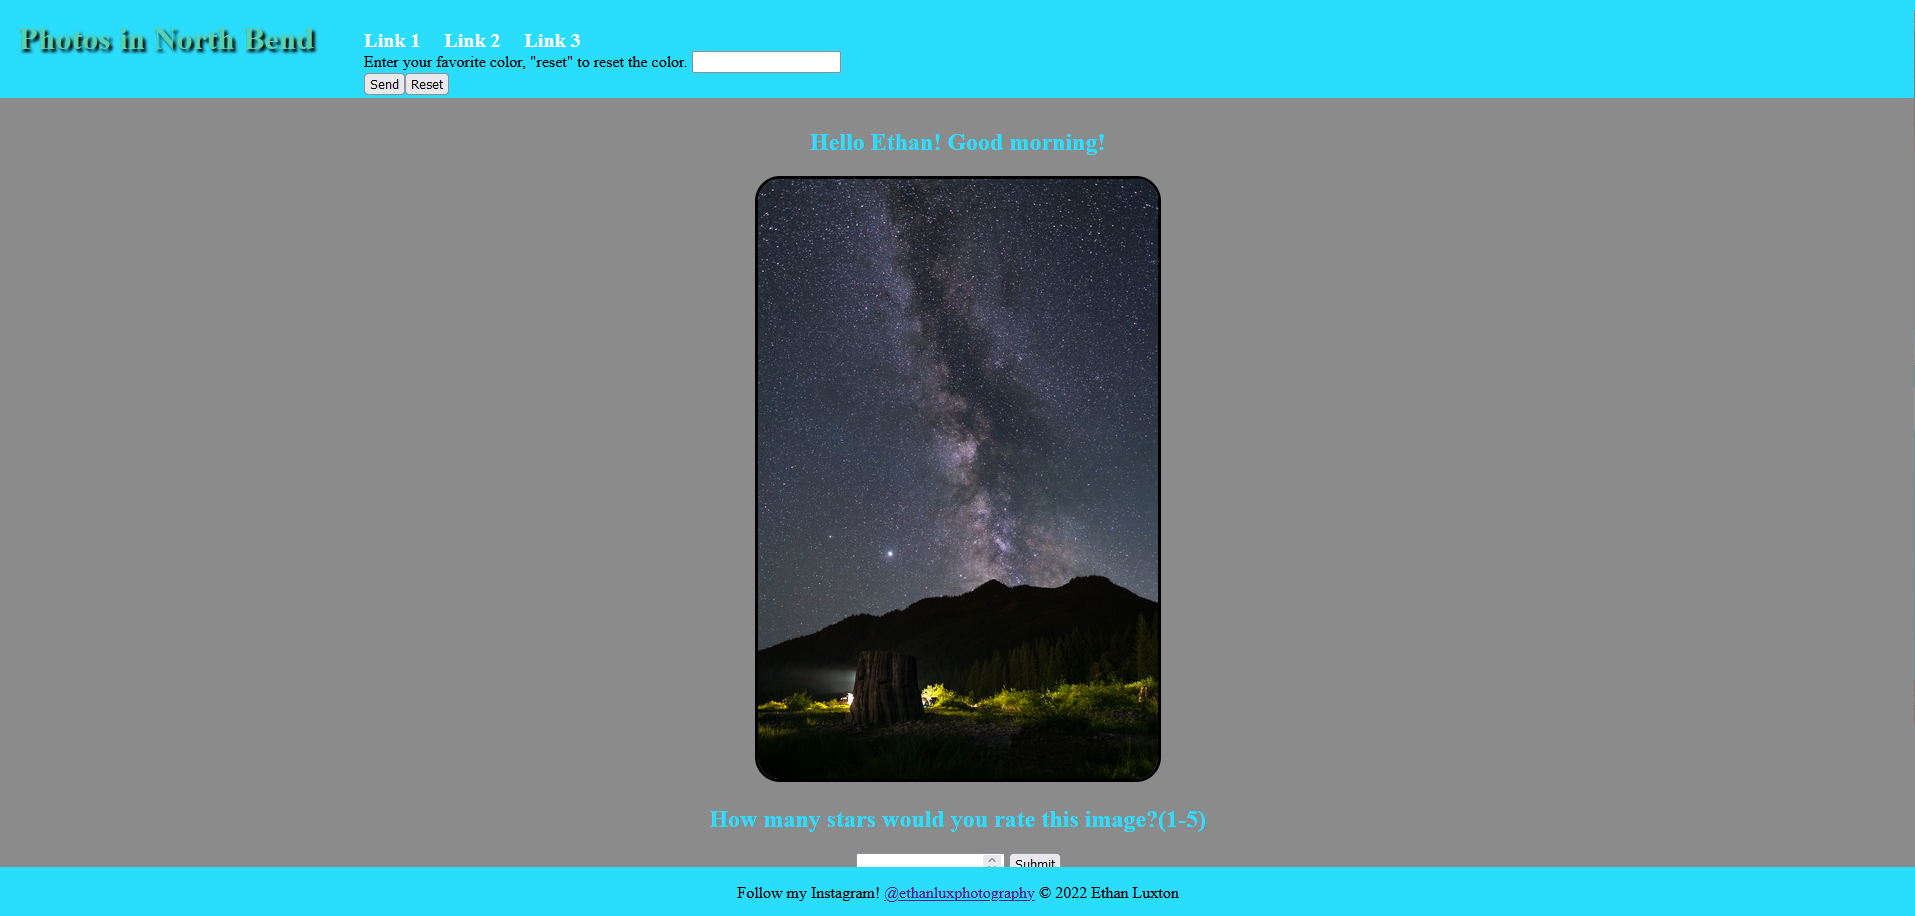 Photos in North Bend
Link 1 Link 2 Link 3
Enter your favorite color, "reset" to reset the color.
Send Reset
Hello Ethan! Good morning!
How many stars would you rate this image?(1-5)
Submit
Follow my Instagram! @ethanluxphotography © 2022 Ethan Luxton